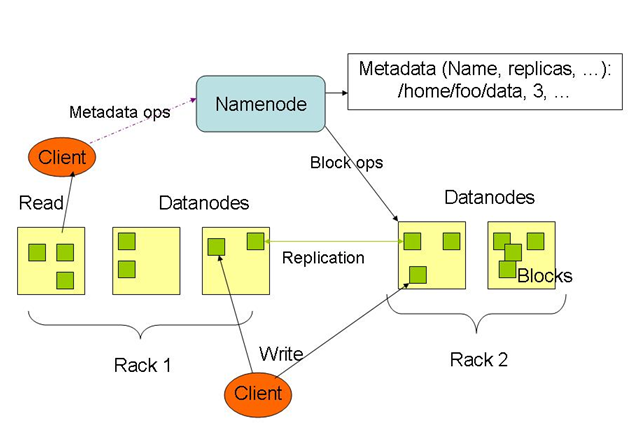 Metadata (Name, replicas, …):
/home/foo/data, 3, …
Namenode
Metadata ops
Client
Block ops
Read
Datanodes
Datanodes
Replication
Blocks
Rack 1
Write
Rack 2
Client